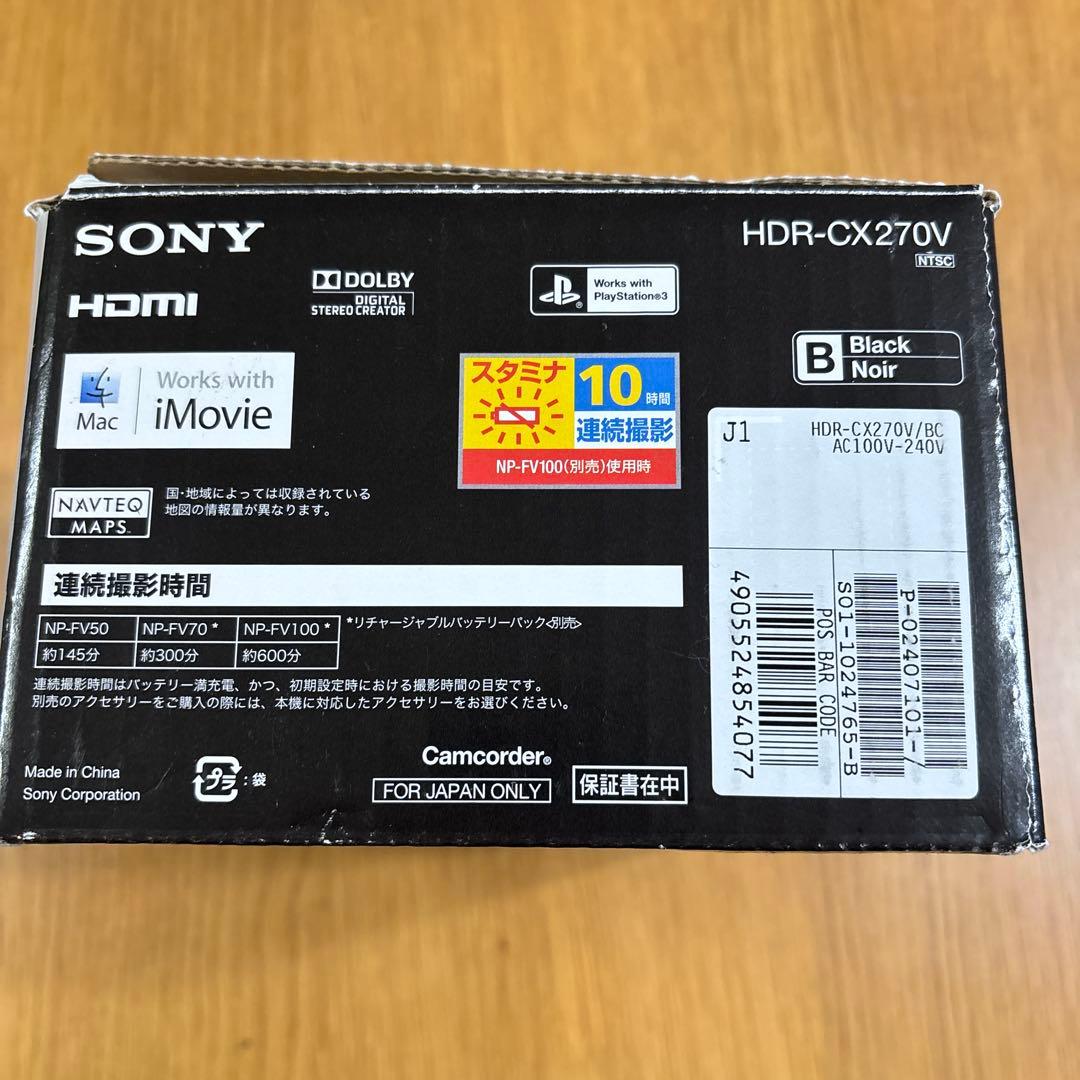 SONY
HDR-CX270V
NTSC
HDMI
DOLBY
DIGITAL
STEREO CREATOR
Works with
PlayStation®3
B Black
Noir
Mac
Works with
iMovie
スタミナ
10時間
連続撮影
NP-FV100(別売)使用時
J1
HDR-CX270V/BC
AC100V-240V
NAVTEQ
MAPS™
国・地域によっては収録されている
地図の情報量が異なります。
連続撮影時間
NP-FV50 NP-FV70 * NP-FV100 *
約145分 約300分 約600分
*リチャージャブルバッテリーパック<別売>
連続撮影時間はバッテリー満充電、かつ、初期設定時における撮影時間の目安です。
別売のアクセサリーをご購入の際には、本機に対応したアクセサリーをお選びください。
4905524854077
POS BAR CODE
S01-1024765-B
P-02407101-7
Made in China
Sony Corporation
プラ : 袋
Camcorder®
FOR JAPAN ONLY
保証書在中